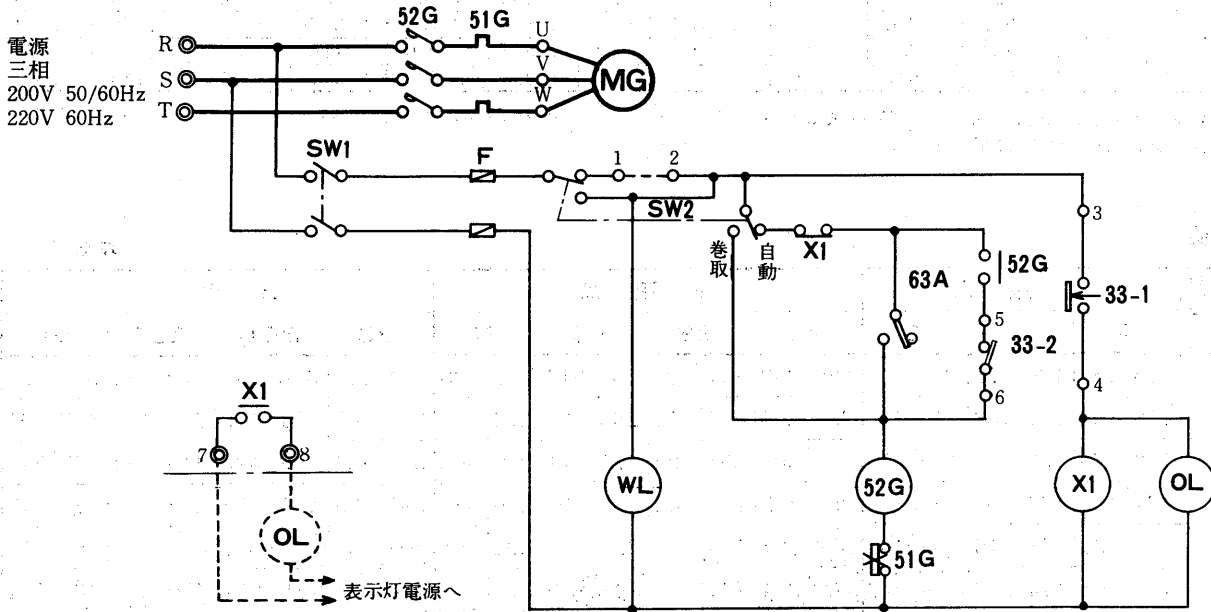 52G 51G
電源
三相
200V 50/60Hz
220V 60Hz
R
S
T
U
V
W
MG
SW1
F
1 2
SW2
巻取
自動
X1
63A
52G
5
33-2
6
3
33-1
4
X1
7 8
OL
表示灯電源へ
WL
52G
51G
X1
OL